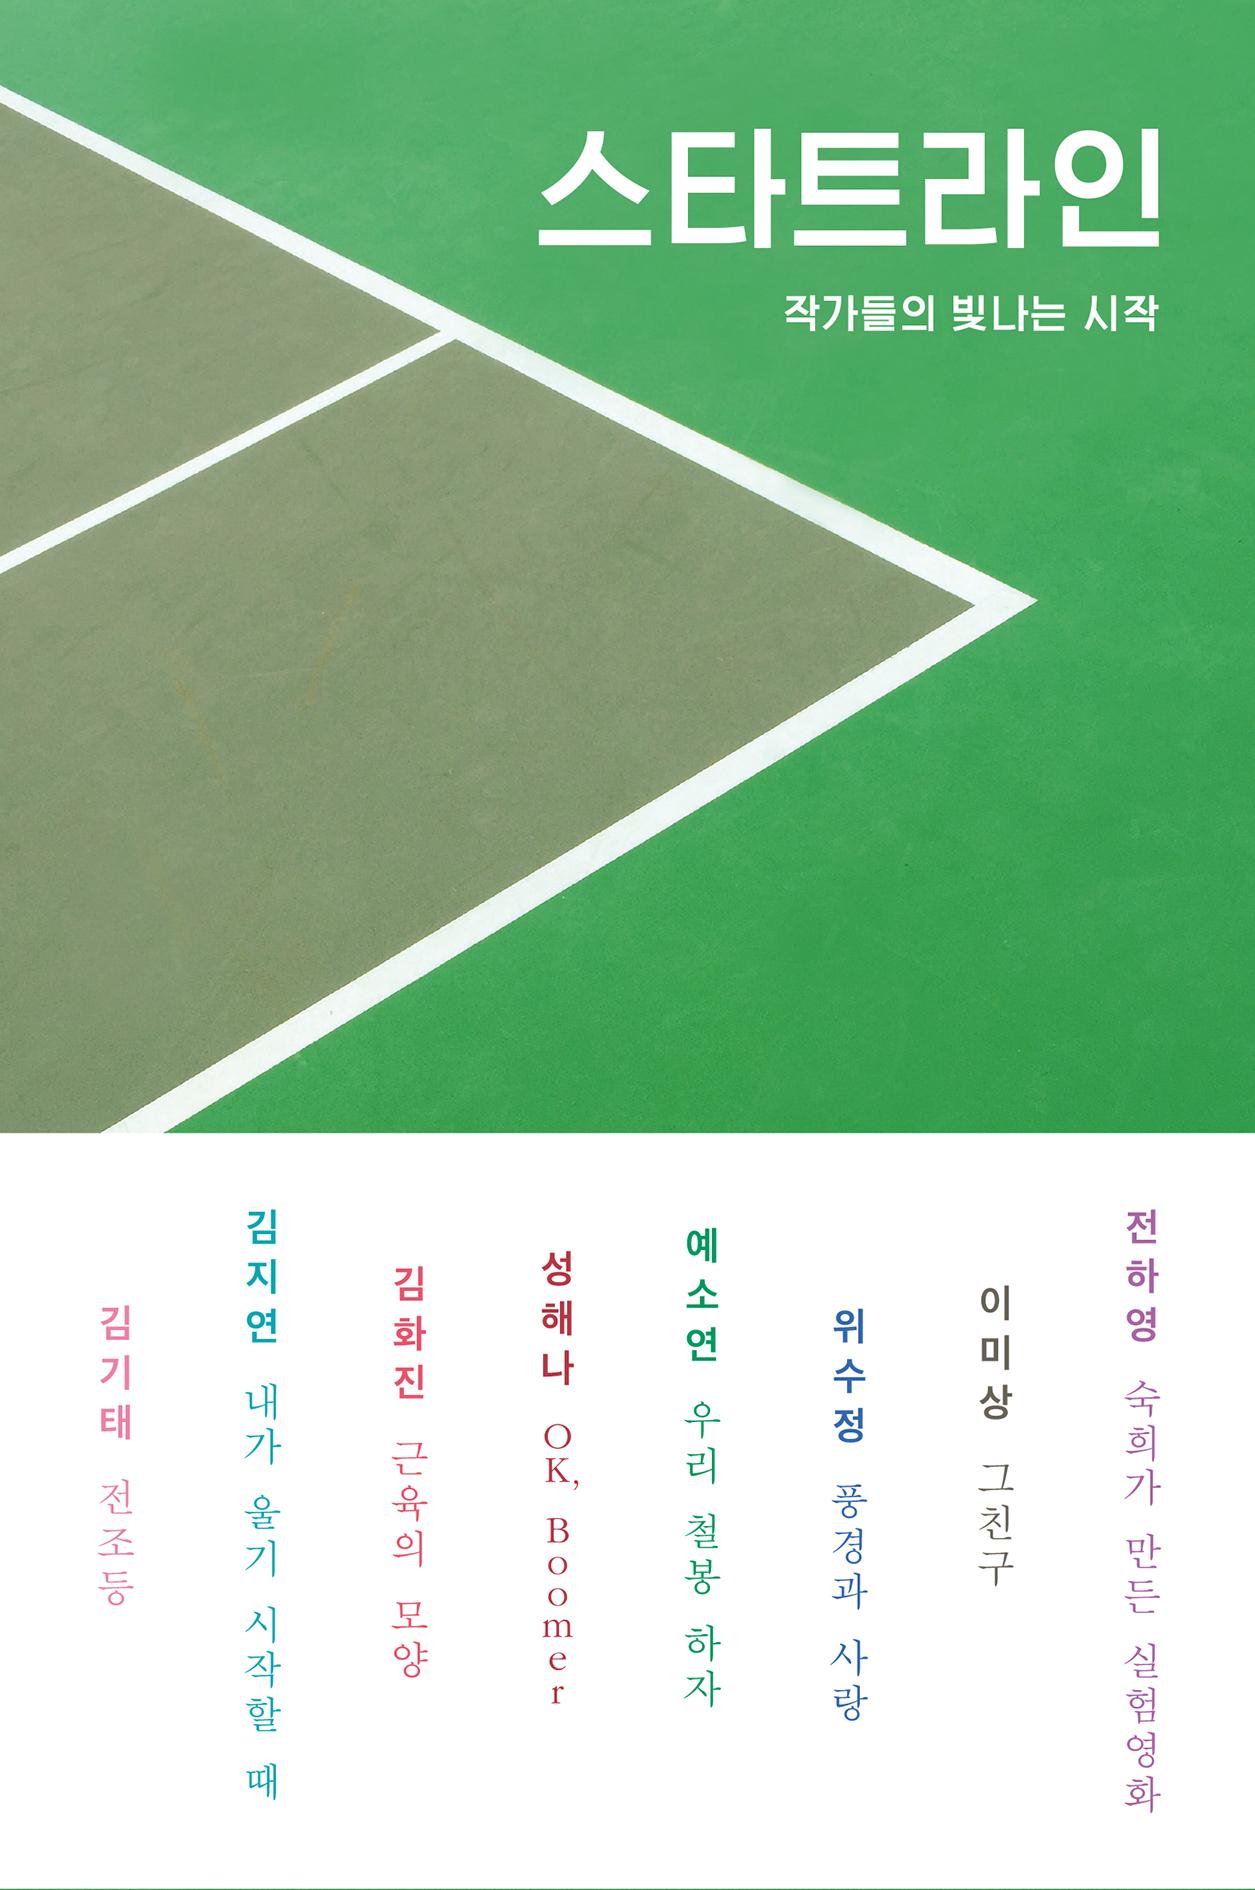 스타트라인
작가들의 빛나는 시작
김기태 전조등
김지연 내가 울기 시작할 때
김화진 근육의 모양
성해나 OK, Boomer
예소연 우리 철봉 하자
위수정 풍경과 사랑
이미상 그친구
전하영 숙희가 만든 실험영화